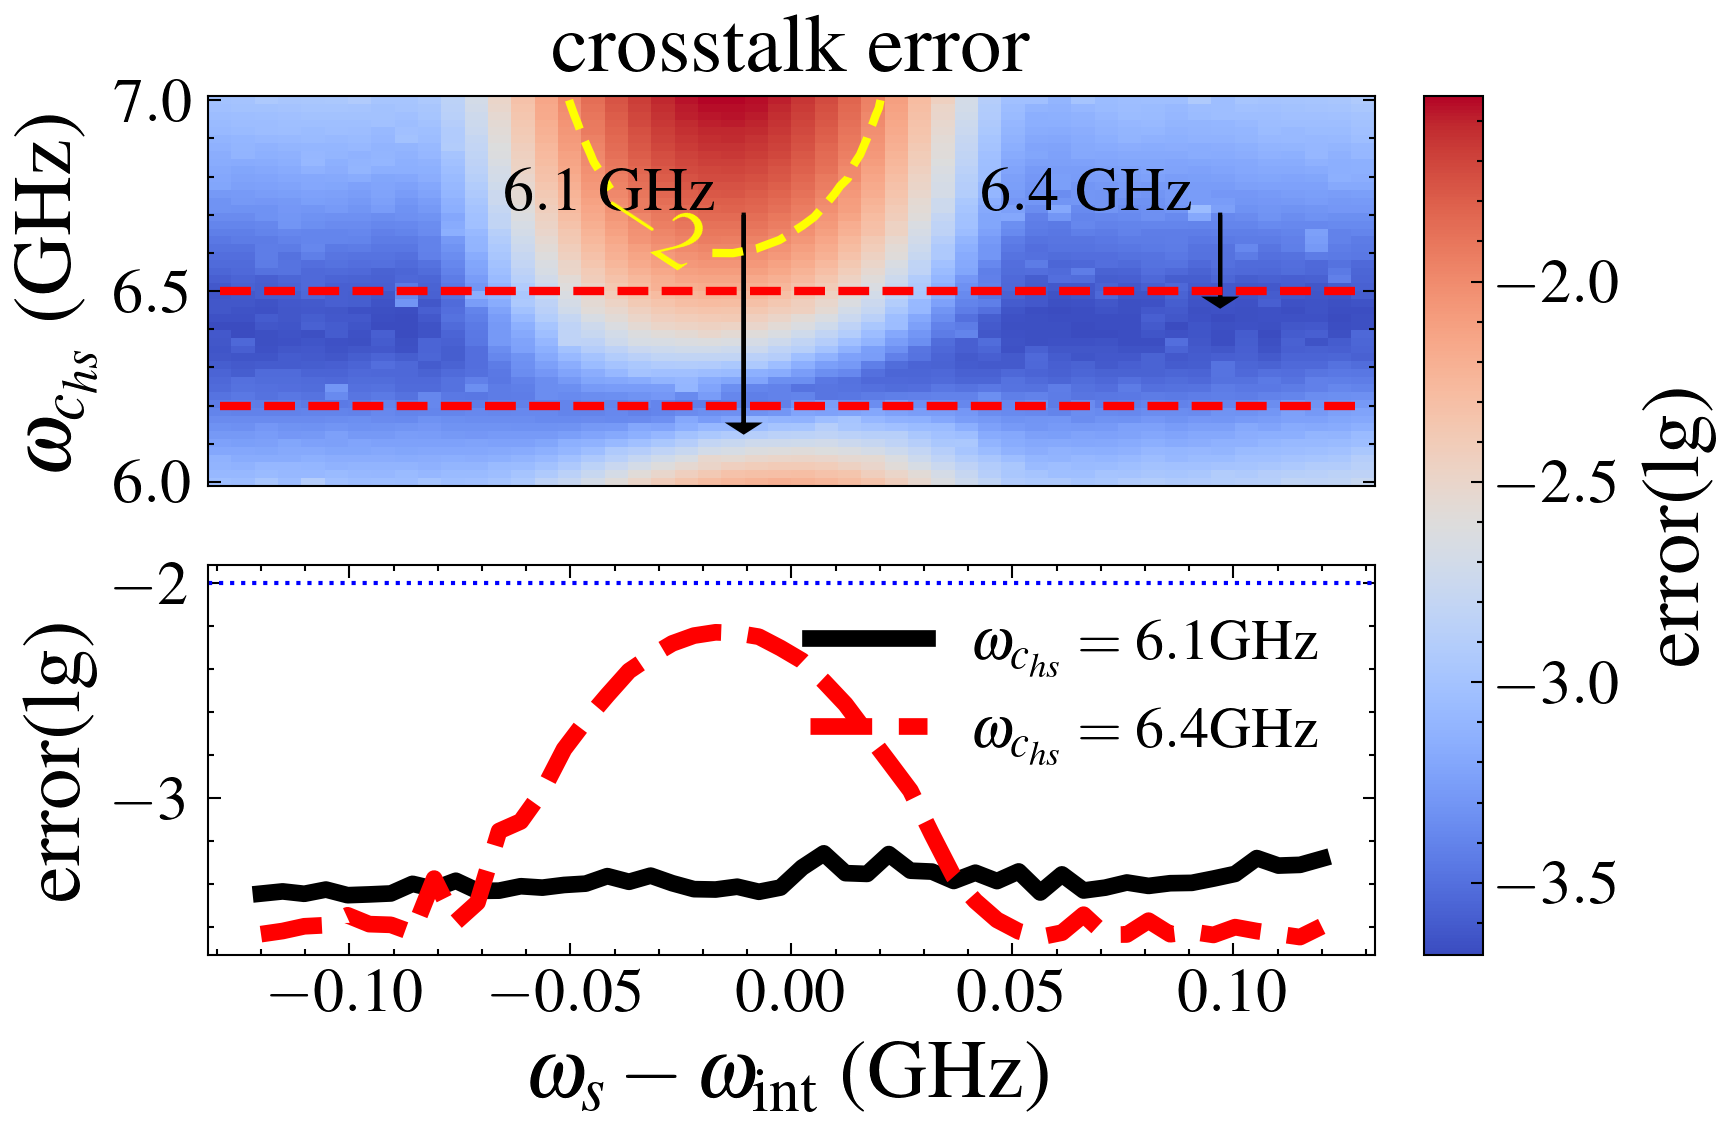 crosstalk error
7.0
6.5
6.0
ω_{c_{hs}} (GHz)
6.1 GHz
6.4 GHz
−2
−2.0
−2.5
−3.0
−3.5
error(lg)
−2
−3
error(lg)
ω_{c_{hs}} = 6.1GHz
ω_{c_{hs}} = 6.4GHz
−0.10 −0.05 0.00 0.05 0.10
ω_s − ω_int (GHz)